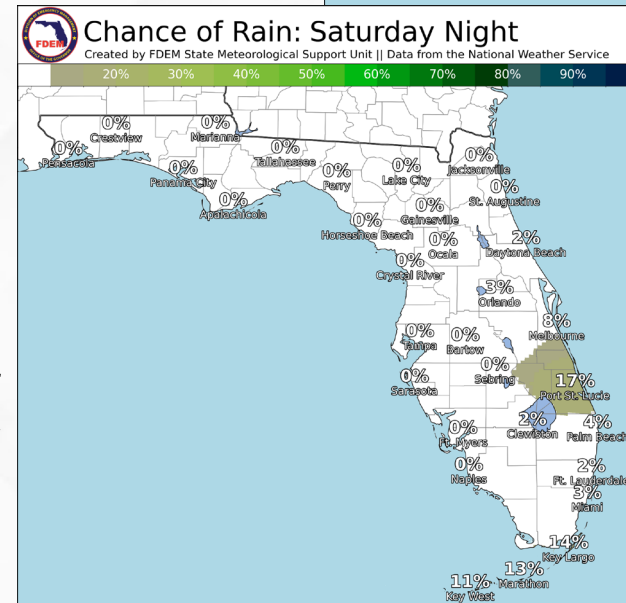 FDEM
Chance of Rain: Saturday Night
Created by FDEM State Meteorological Support Unit || Data from the National Weather Service
20% 30% 40% 50% 60% 70% 80% 90%
0%
Crestview
0%
Marianna
0%
Pensacola
0%
Tallahassee
0%
Panama City
0%
Perry
0%
Lake City
0%
Jacksonville
0%
Apalachicola
0%
St. Augustine
0%
Gainesville
0%
Horseshoe Beach
0%
Ocala
2%
Daytona Beach
0%
Crystal River
3%
Orlando
8%
Melbourne
0%
Tampa
0%
Bartow
0%
Sebring
0%
Sarasota
17%
Port St. Lucie
2%
Clewiston
4%
Palm Beach
0%
Ft. Myers
0%
Naples
2%
Ft. Lauderdale
3%
Miami
14%
Key Largo
13%
Marathon
11%
Key West